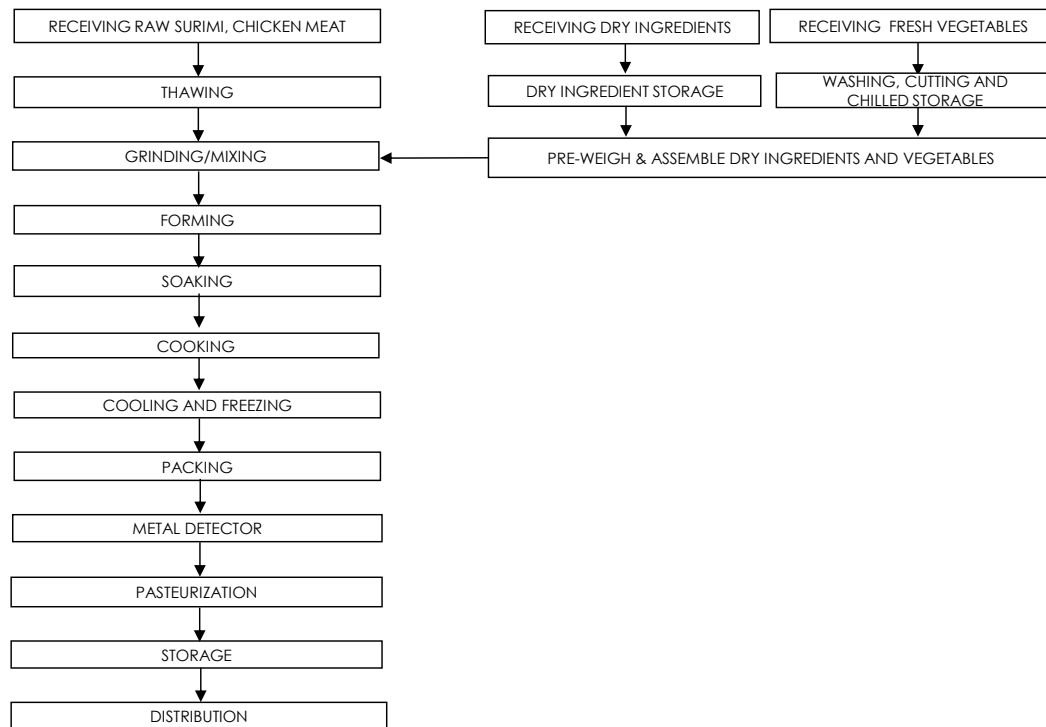 RECEIVING RAW SURIMI, CHICKEN MEAT
RECEIVING DRY INGREDIENTS
RECEIVING FRESH VEGETABLES
THAWING
DRY INGREDIENT STORAGE
WASHING, CUTTING AND
CHILLED STORAGE
GRINDING/MIXING
PRE-WEIGH & ASSEMBLE DRY INGREDIENTS AND VEGETABLES
FORMING
SOAKING
COOKING
COOLING AND FREEZING
PACKING
METAL DETECTOR
PASTEURIZATION
STORAGE
DISTRIBUTION